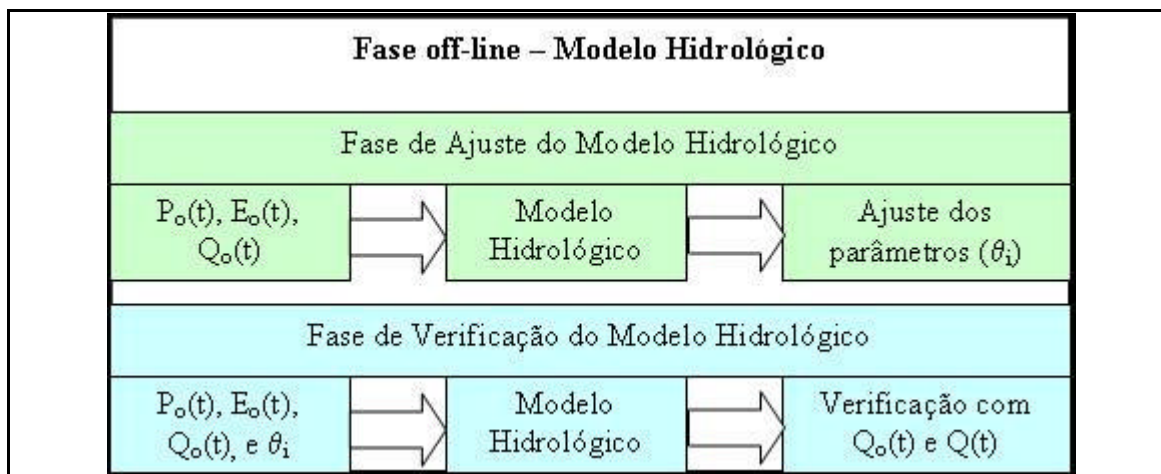 Fase off-line – Modelo Hidrológico
Fase de Ajuste do Modelo Hidrológico
Pₒ(t), Eₒ(t),
Qₒ(t)
Modelo
Hidrológico
Ajuste dos
parâmetros (θᵢ)
Fase de Verificação do Modelo Hidrológico
Pₒ(t), Eₒ(t),
Qₒ(t), e θᵢ
Modelo
Hidrológico
Verificação com
Qₒ(t) e Q(t)